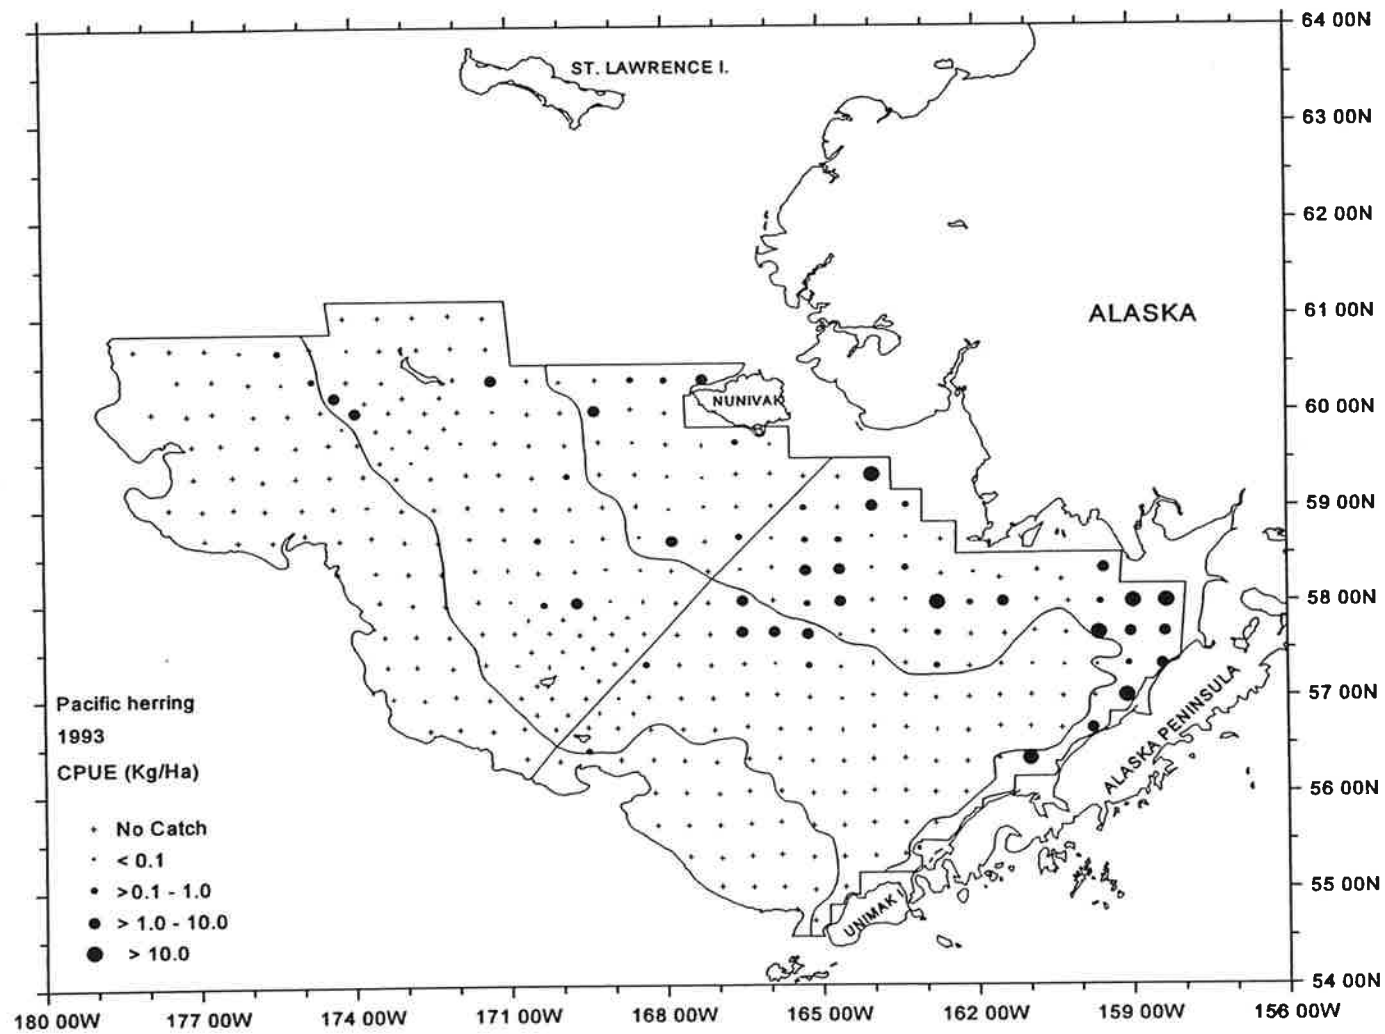 64 00N
ST. LAWRENCE I.
63 00N
62 00N
61 00N
ALASKA
60 00N
NUNIVAK
59 00N
58 00N
57 00N
ALASKA PENINSULA
Pacific herring
1993
CPUE (Kg/Ha)
56 00N
No Catch
< 0.1
>0.1 - 1.0
> 1.0 - 10.0
> 10.0
55 00N
UNIMAK I
54 00N
180 00W 177 00W 174 00W 171 00W 168 00W 165 00W 162 00W 159 00W 156 00W